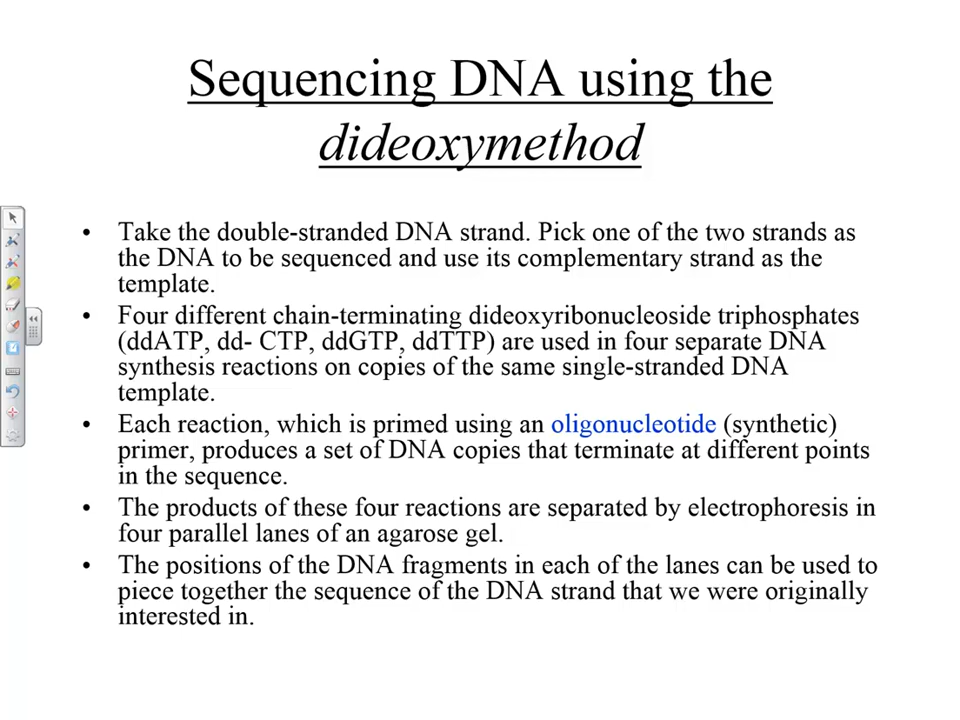 Sequencing DNA using the
dideoxymethod
• Take the double-stranded DNA strand. Pick one of the two strands as
the DNA to be sequenced and use its complementary strand as the
template.
• Four different chain-terminating dideoxyribonucleoside triphosphates
(ddATP, dd- CTP, ddGTP, ddTTP) are used in four separate DNA
synthesis reactions on copies of the same single-stranded DNA
template.
• Each reaction, which is primed using an oligonucleotide (synthetic)
primer, produces a set of DNA copies that terminate at different points
in the sequence.
• The products of these four reactions are separated by electrophoresis in
four parallel lanes of an agarose gel.
• The positions of the DNA fragments in each of the lanes can be used to
piece together the sequence of the DNA strand that we were originally
interested in.